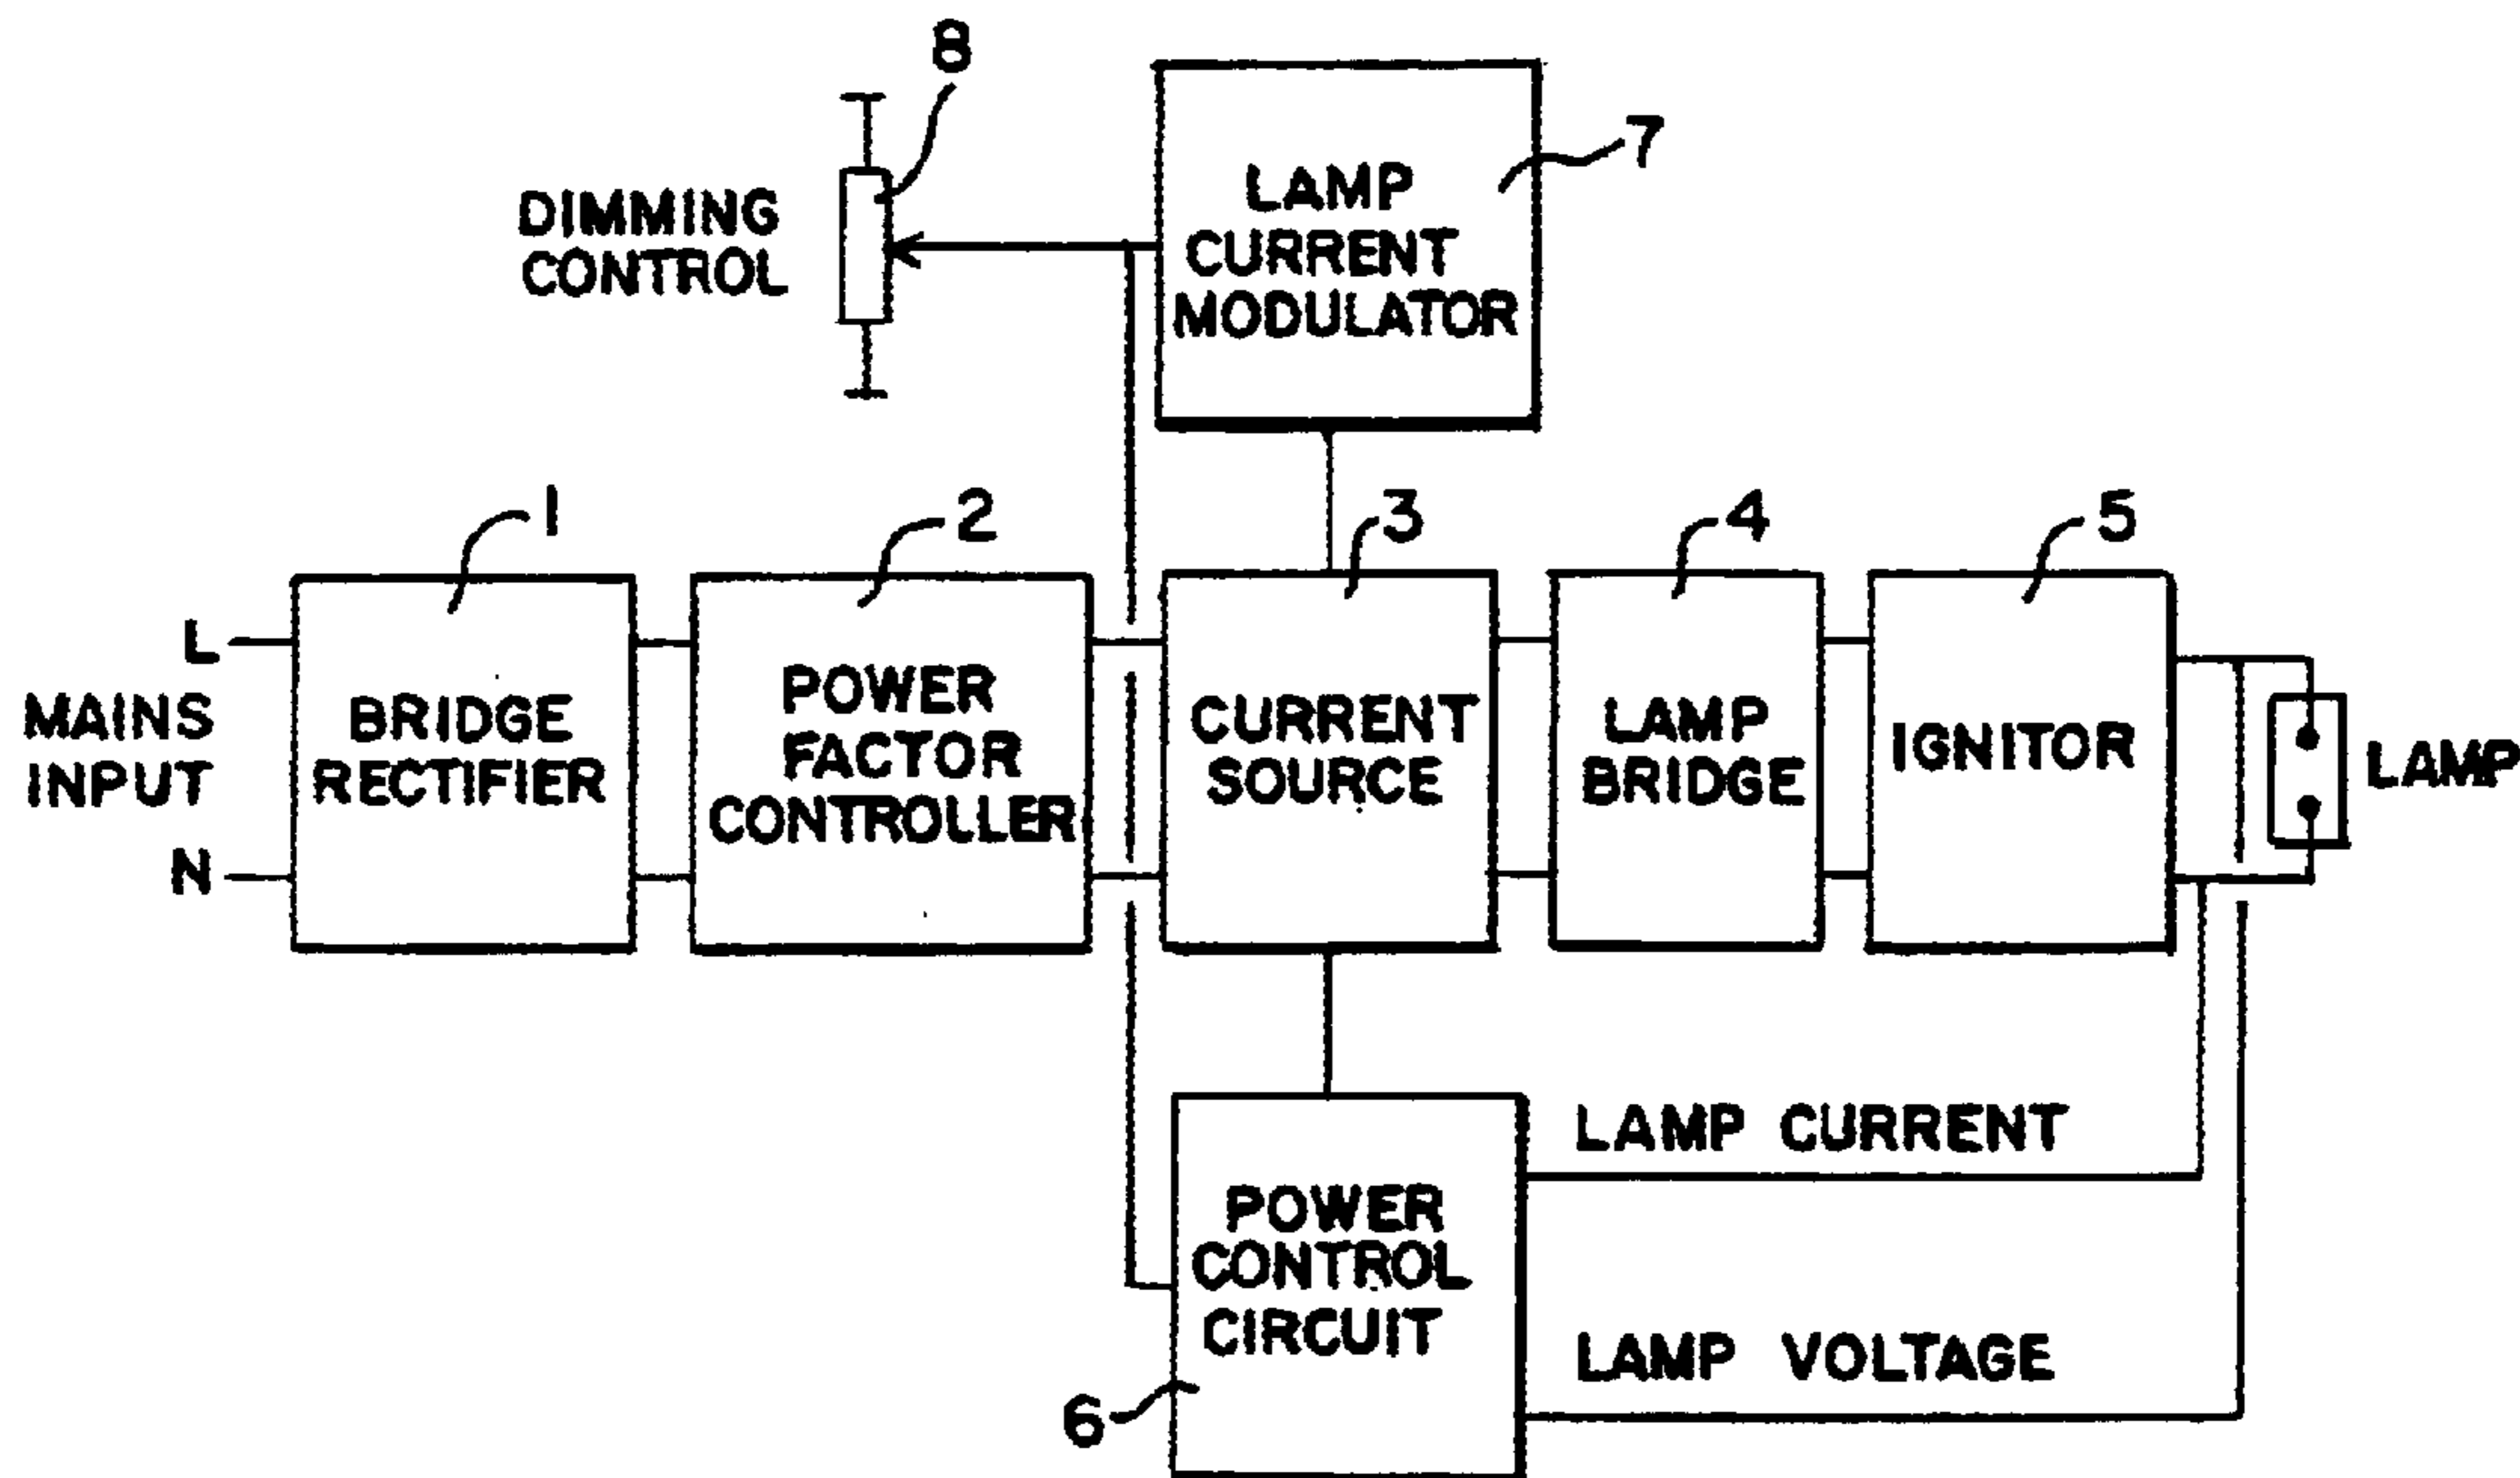 8
7
LAMP
CURRENT
MODULATOR
DIMMING
CONTROL
1
2
3
4
5
L
MAINS
INPUT
N
BRIDGE
RECTIFIER
POWER
FACTOR
CONTROLLER
CURRENT
SOURCE
LAMP
BRIDGE
IGNITOR
LAMP
LAMP CURRENT
POWER
CONTROL
CIRCUIT
LAMP VOLTAGE
6